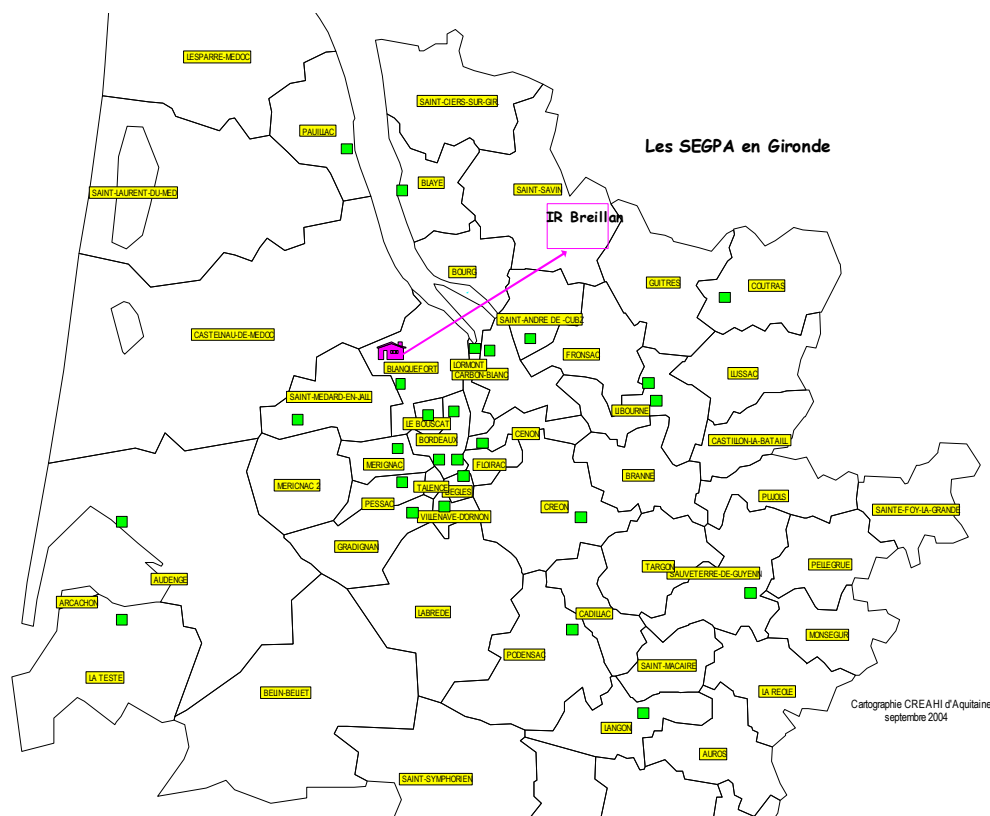 LESPARRE-MEDOC
SAINT-CIERS-SUR-GIR
PAUILLAC
Les SEGPA en Gironde
BLAYE
SAINT-SAVIN
SAINT-LAURENT-DU-MED
IR Breillan
BOURG
GUITRES
COUTRAS
SAINT-ANDRE DE -CUBZ
CASTELNAU-DE-MEDOC
FRONSAC
LORMONT
BLANQUEFORT
CARBON-BLANC
LUSSAC
SAINT-MEDARD-EN-JALL
LIBOURNE
LE BOUSCAT
CENON
BORDEAUX
CASTILLON-LA-BATAILL
MERIGNAC
FLOIRAC
BRANNE
MERIGNAC 2
TALENCE
BEGLES
PUJOLS
PESSAC
CREON
SAINTE-FOY-LA-GRANDE
VILLENAVE-D'ORNON
GRADIGNAN
TARGON
SAUVETERRE-DE-GUYENN
PELLEGRUE
AUDENGE
ARCACHON
LABREDE
CADILLAC
MONSEGUR
PODENSAC
SAINT-MACAIRE
LA TESTE
BELIN-BELIET
LA REOLE
Cartographie CREAHI d'Aquitaine
septembre 2004
LANGON
AUROS
SAINT-SYMPHORIEN